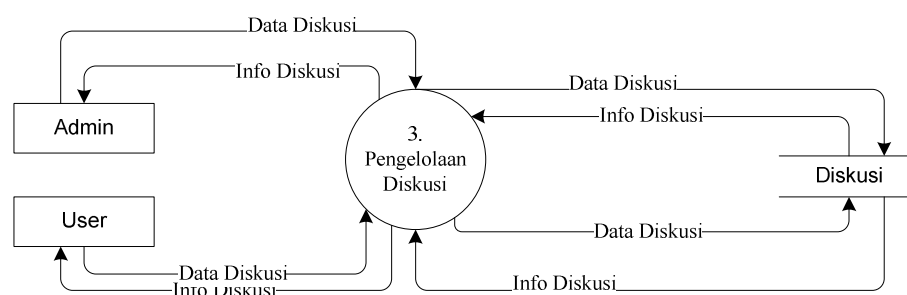 Data Diskusi
Info Diskusi
Data Diskusi
Info Diskusi
Admin
3.
Pengelolaan
Diskusi
Diskusi
User
Data Diskusi
Data Diskusi
Info Diskusi
Info Diskusi